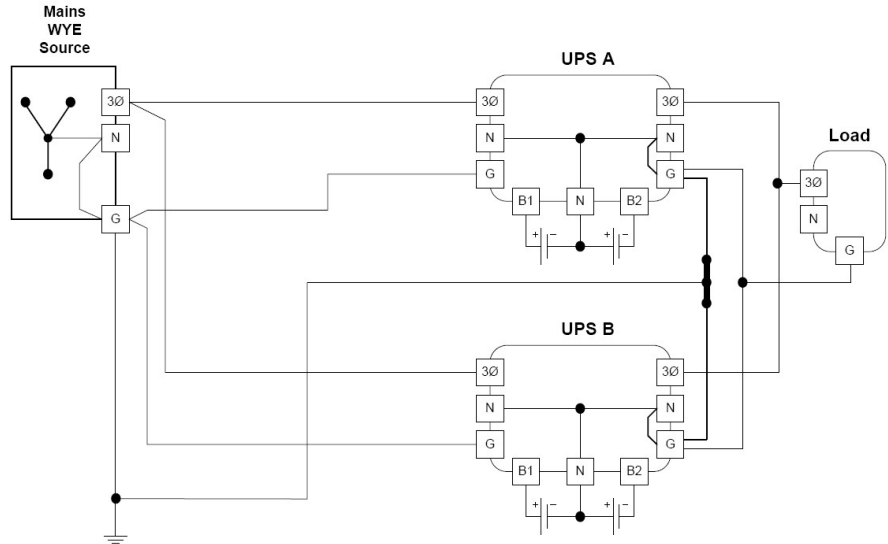 Mains
WYE
Source
UPS A
3Ø
3Ø
3Ø
N
N
N
G
G
Load
B1
N
B2
3Ø
G
+ − + −
N
G
UPS B
3Ø
3Ø
N
N
G
G
B1
N
B2
+ − + −